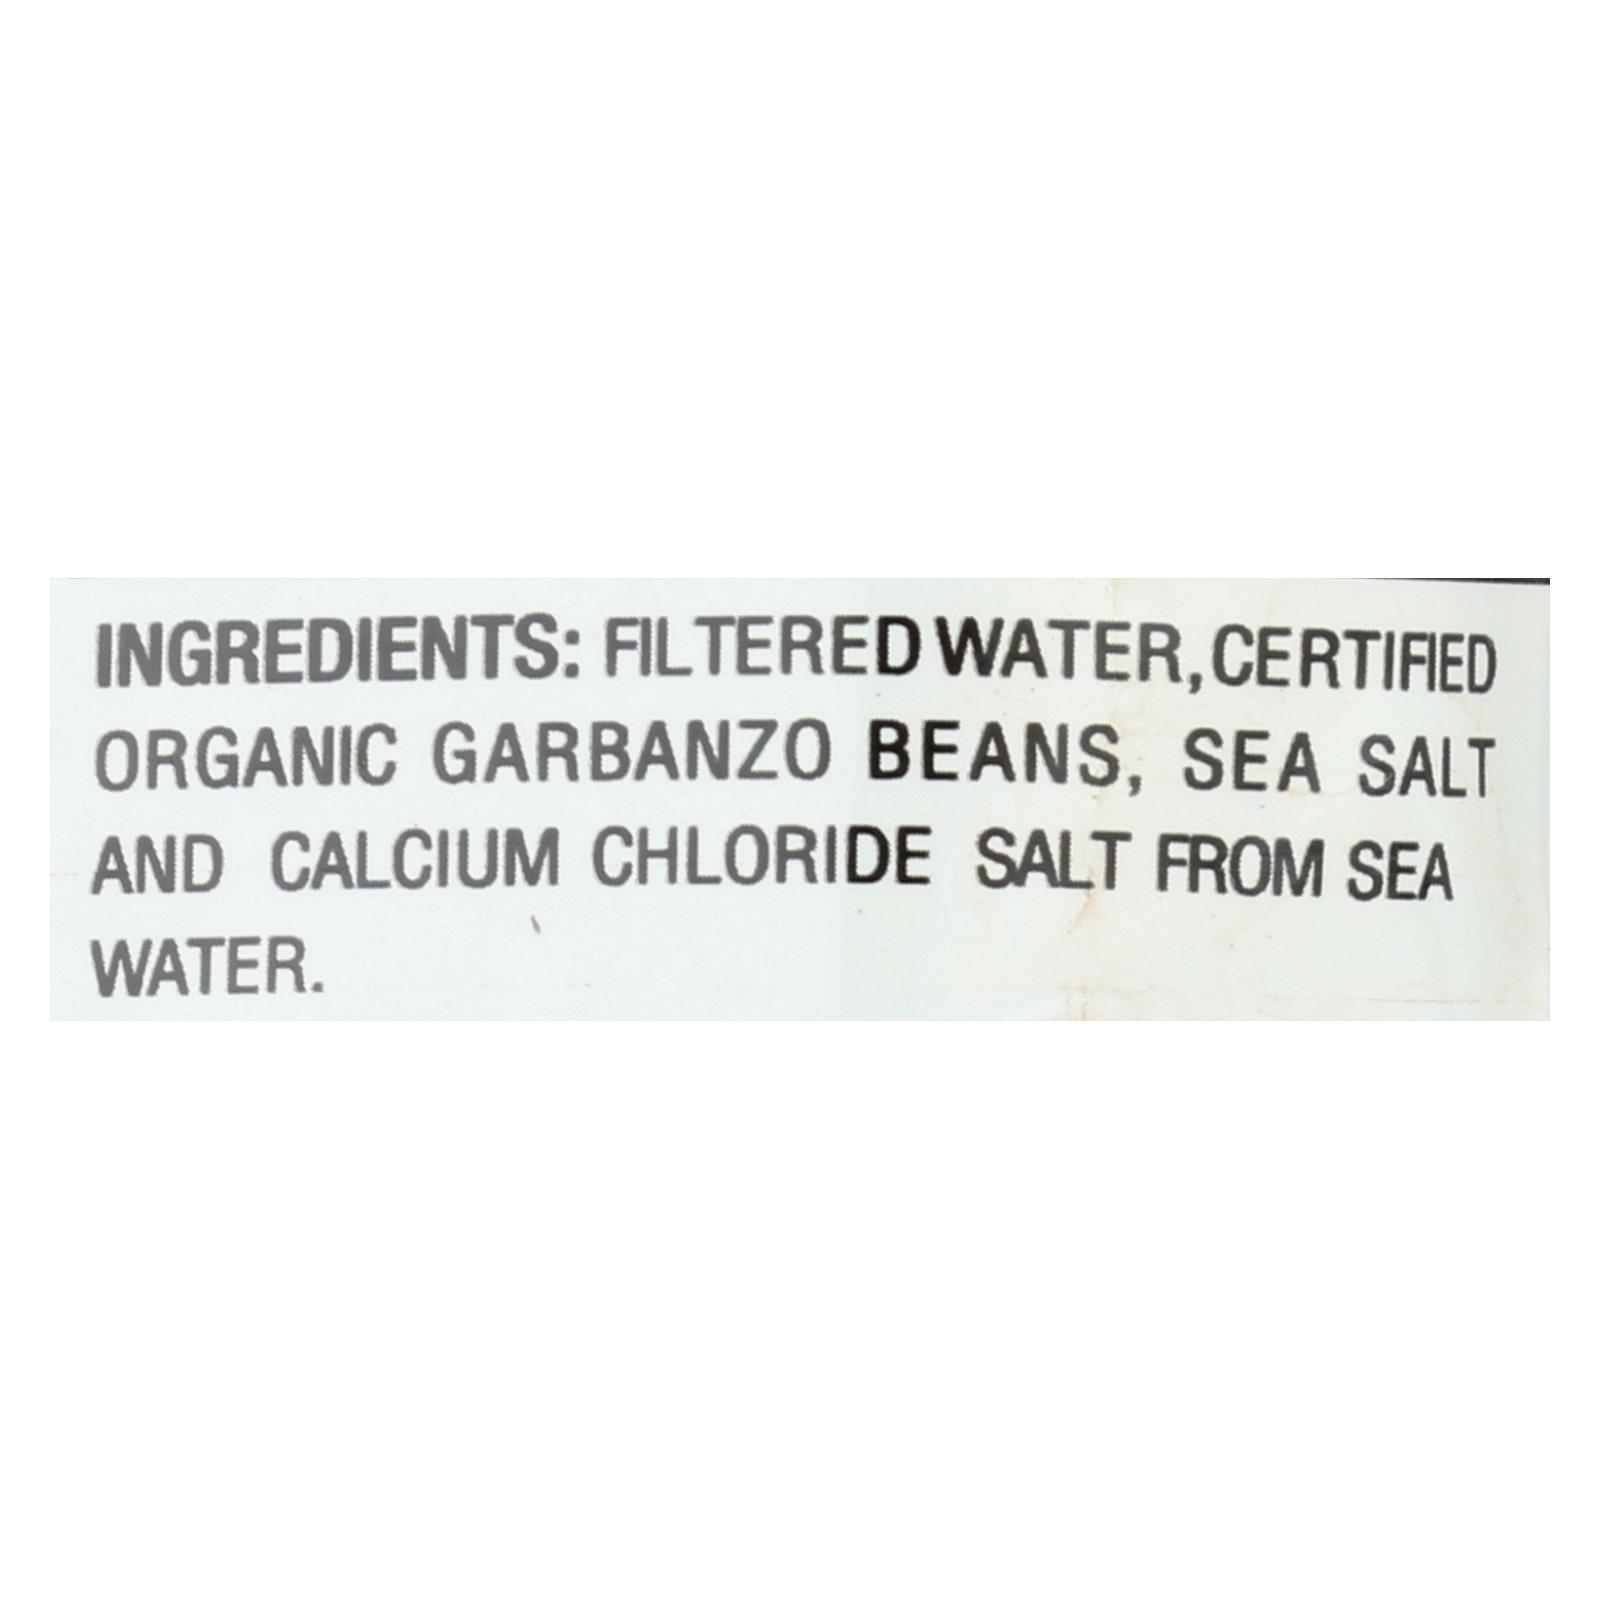 INGREDIENTS: FILTERED WATER, CERTIFIED
ORGANIC GARBANZO BEANS, SEA SALT
AND CALCIUM CHLORIDE SALT FROM SEA
WATER.